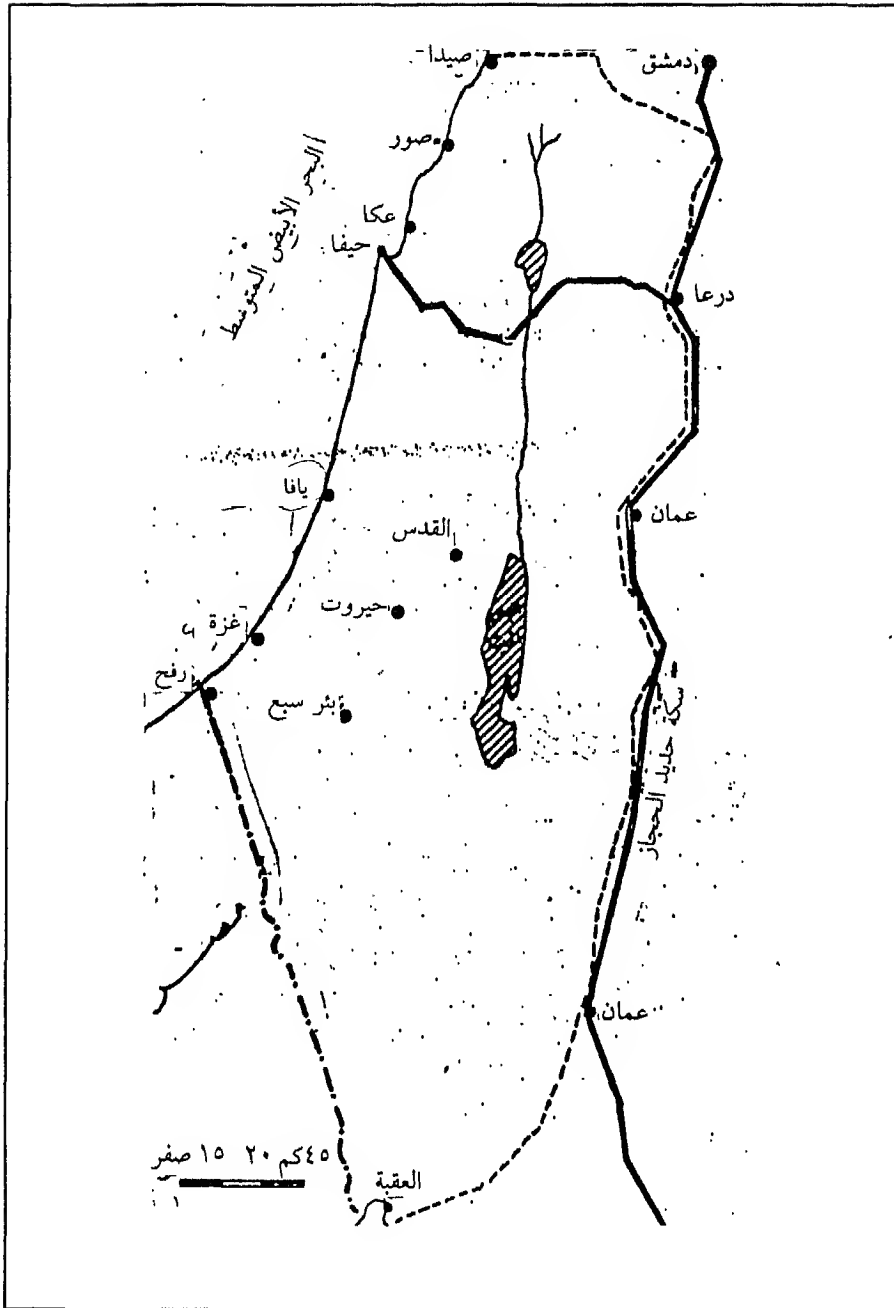 صيدا
دمشق
صور
البحر الأبيض المتوسط
عكا
حيفا
درعا
يافا
القدس
عمان
حيروت
غزة
رفح
بئر سبع
سكة حديد الحجاز
عمان
٤٥كم ٢٠ ١٥ صفر
العقبة